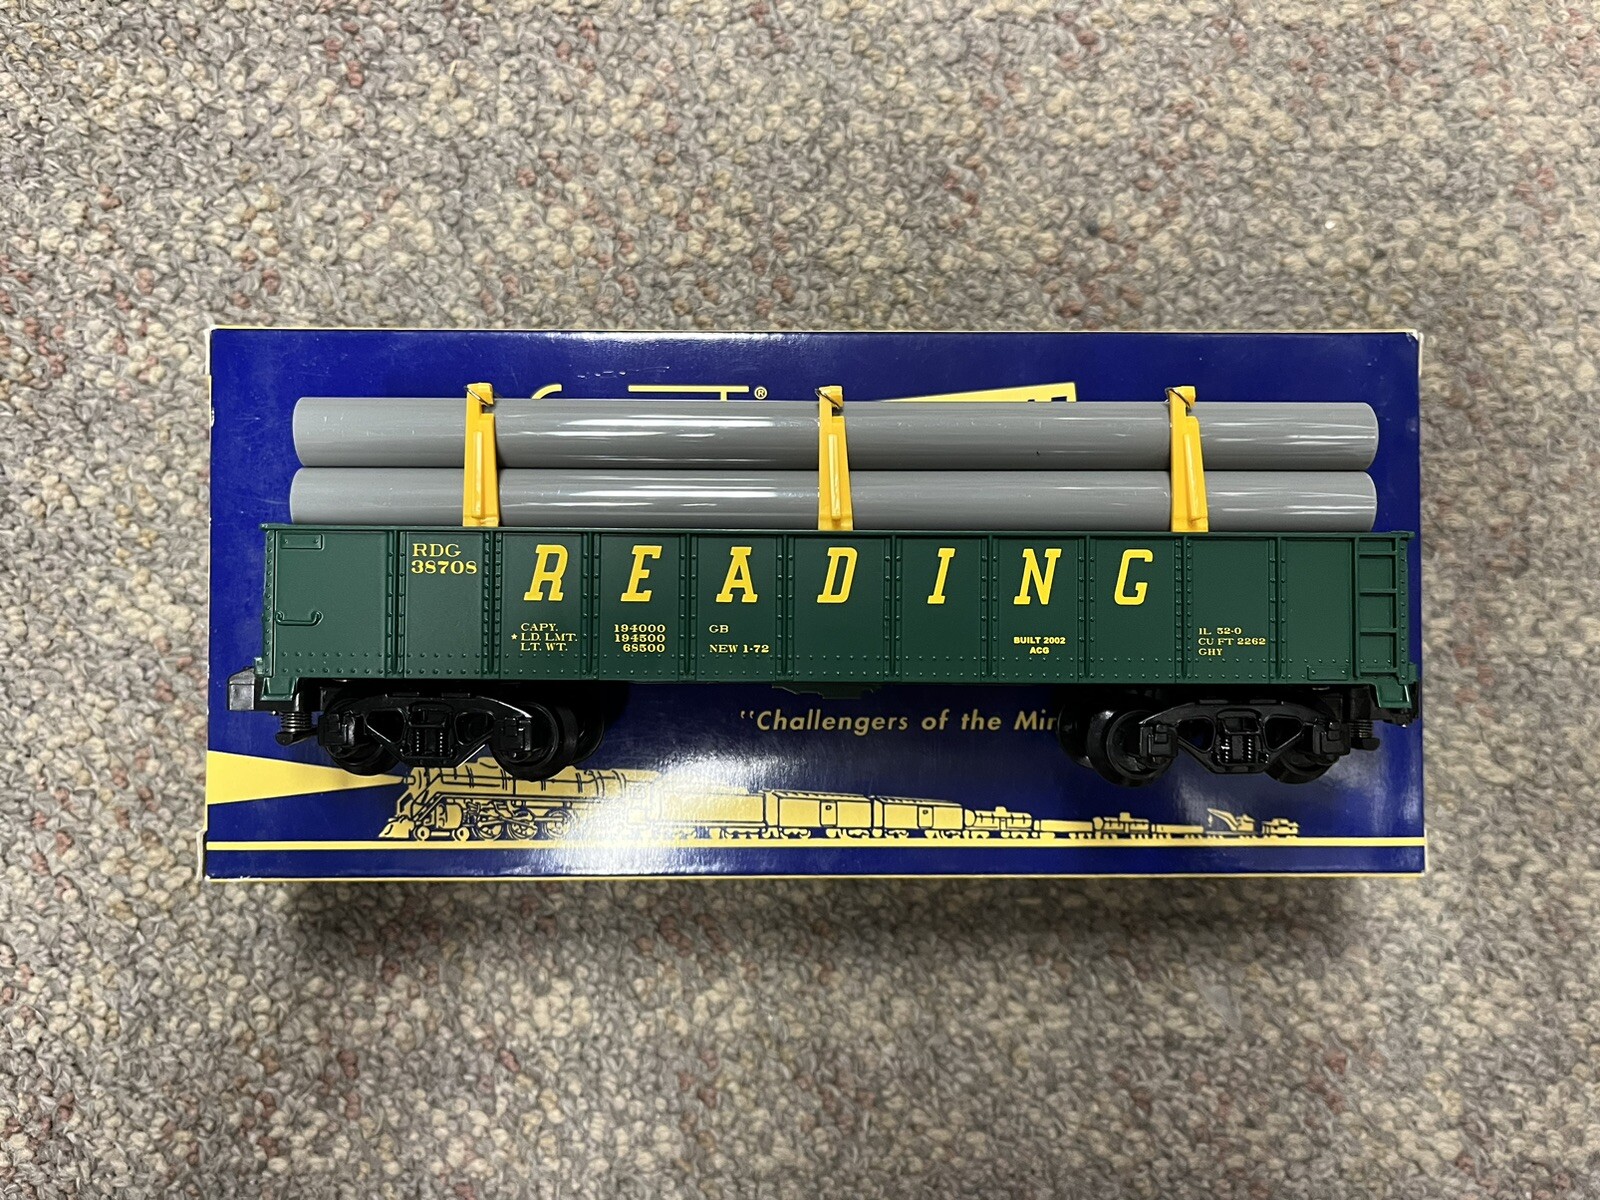 ®
RDG
38708
READING
CAPY. 194000 GB
★LD. LMT. 194500
LT. WT. 68500 NEW 1-72
BUILT 2002
ACG
IL 52-0
CU FT 2262
GHY
"Challengers of the